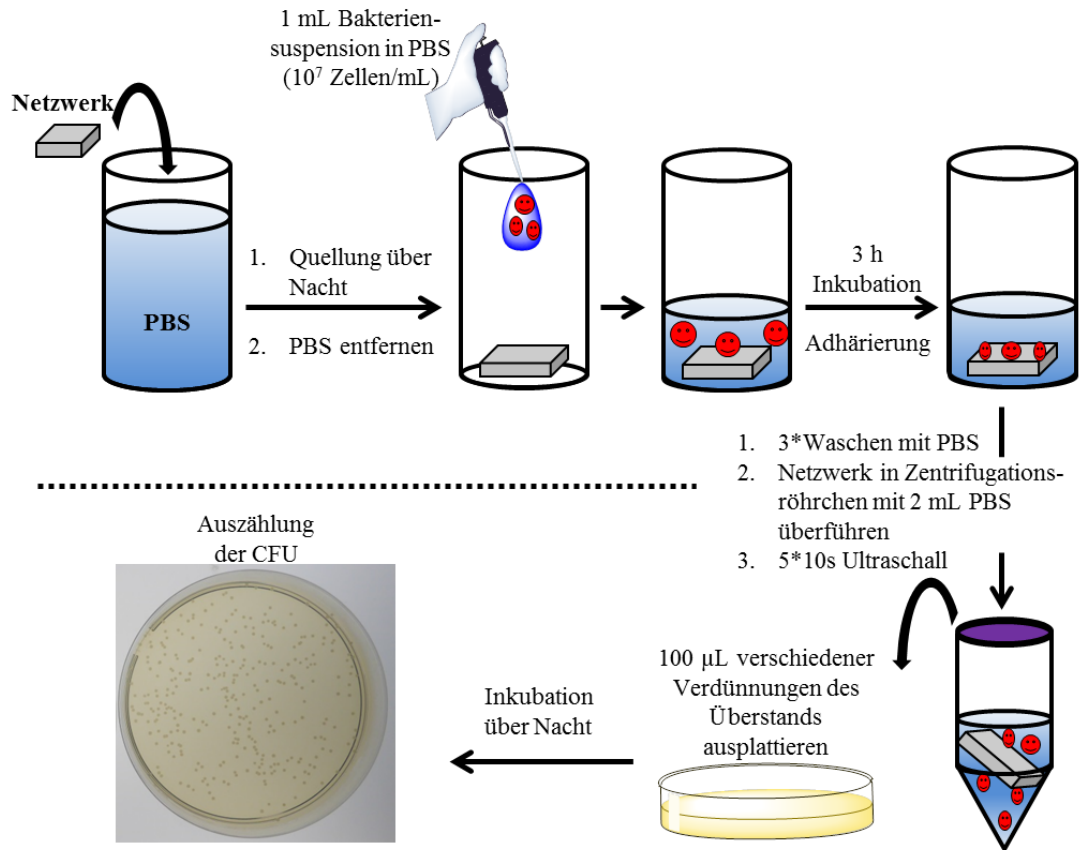 1 mL Bakterien-
suspension in PBS
(10⁷ Zellen/mL)
Netzwerk
PBS
1. Quellung über
Nacht
2. PBS entfernen
3 h
Inkubation
Adhärierung
1. 3*Waschen mit PBS
2. Netzwerk in Zentrifugations-
röhrchen mit 2 mL PBS
überführen
3. 5*10s Ultraschall
100 µL verschiedener
Verdünnungen des
Überstands
ausplattieren
Inkubation
über Nacht
Auszählung
der CFU